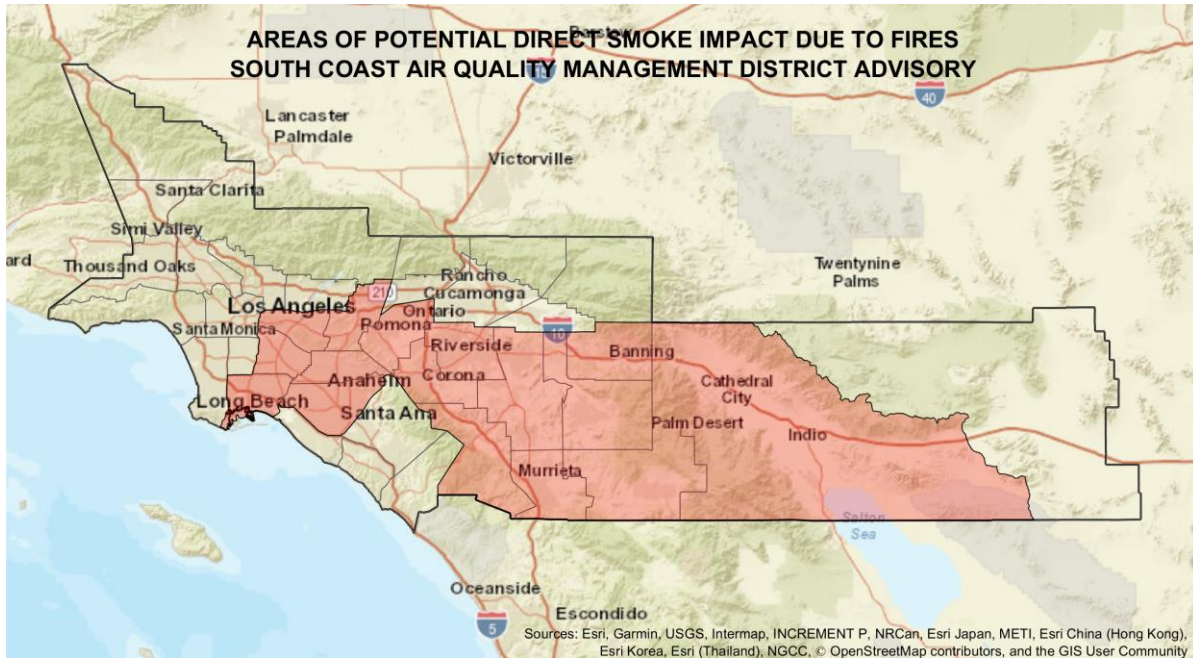 AREAS OF POTENTIAL DIRECT SMOKE IMPACT DUE TO FIRES
SOUTH COAST AIR QUALITY MANAGEMENT DISTRICT ADVISORY
Barstow
15
40
Lancaster
Palmdale
Victorville
Santa Clarita
Simi Valley
ard
Thousand Oaks
Twentynine
Palms
Rancho
Cucamonga
210
Los Angeles
Ontario
Santa Monica
Pomona
10
Riverside
Banning
Anaheim
Corona
Cathedral
City
Long Beach
Santa Ana
Palm Desert
Indio
Murrieta
Salton
Sea
Oceanside
Escondido
5
Sources: Esri, Garmin, USGS, Intermap, INCREMENT P, NRCan, Esri Japan, METI, Esri China (Hong Kong),
Esri Korea, Esri (Thailand), NGCC, © OpenStreetMap contributors, and the GIS User Community